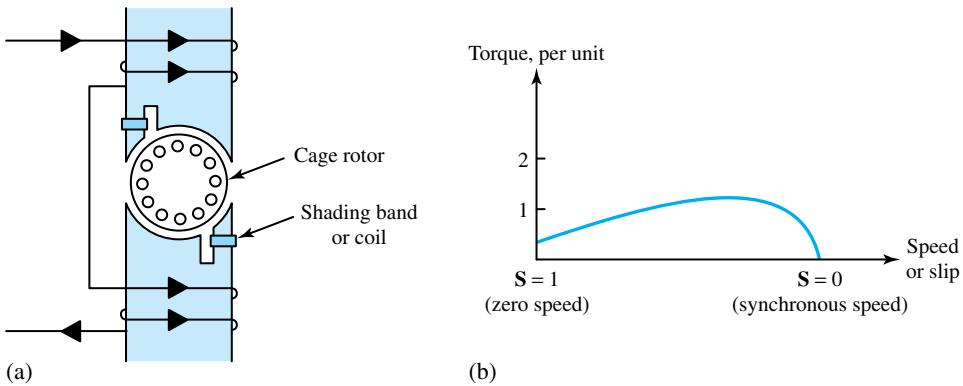 Cage rotor
Shading band
or coil
(a)
Torque, per unit
2
1
Speed
or slip
S = 1
(zero speed)
S = 0
(synchronous speed)
(b)